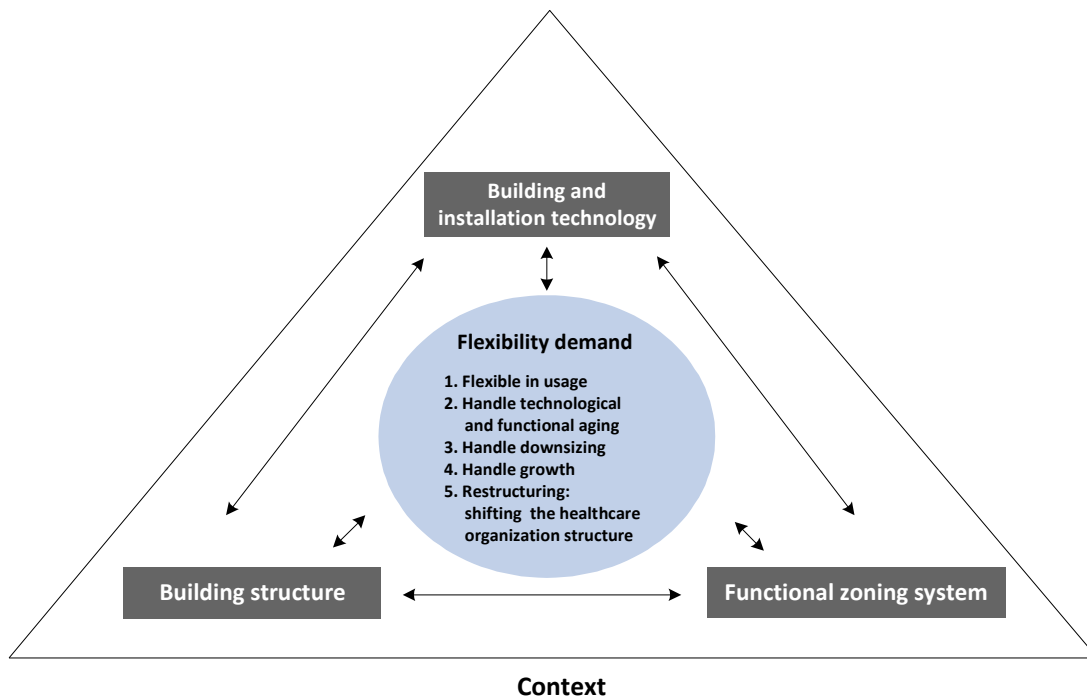 Building and
installation technology
Flexibility demand
1. Flexible in usage
2. Handle technological
and functional aging
3. Handle downsizing
4. Handle growth
5. Restructuring:
shifting the healthcare
organization structure
Building structure
Functional zoning system
Context